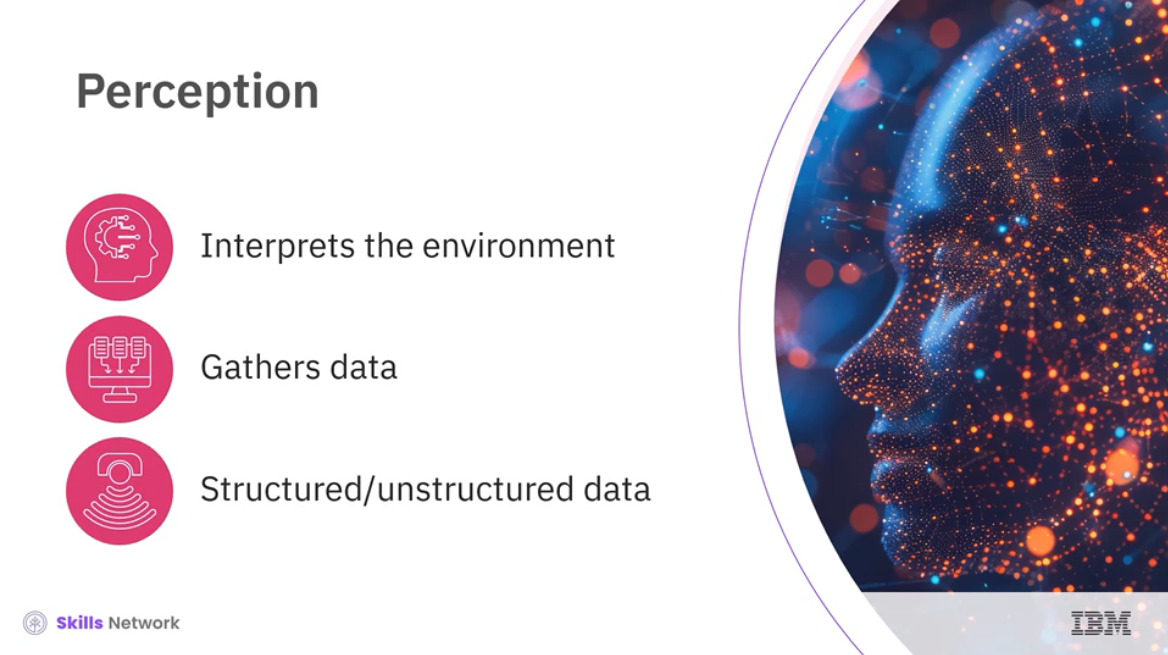 Perception
Interprets the environment
Gathers data
Structured/unstructured data
Skills Network
IBM